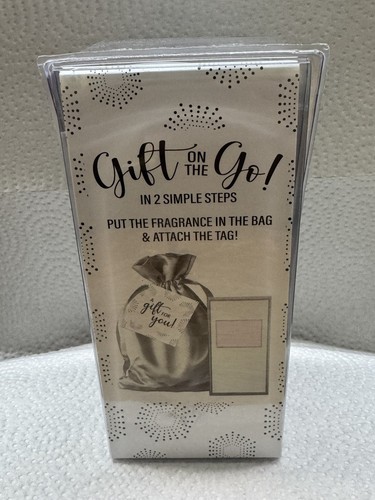 Gift ON THE Go!
IN 2 SIMPLE STEPS
PUT THE FRAGRANCE IN THE BAG
& ATTACH THE TAG!
a
gift for
you!